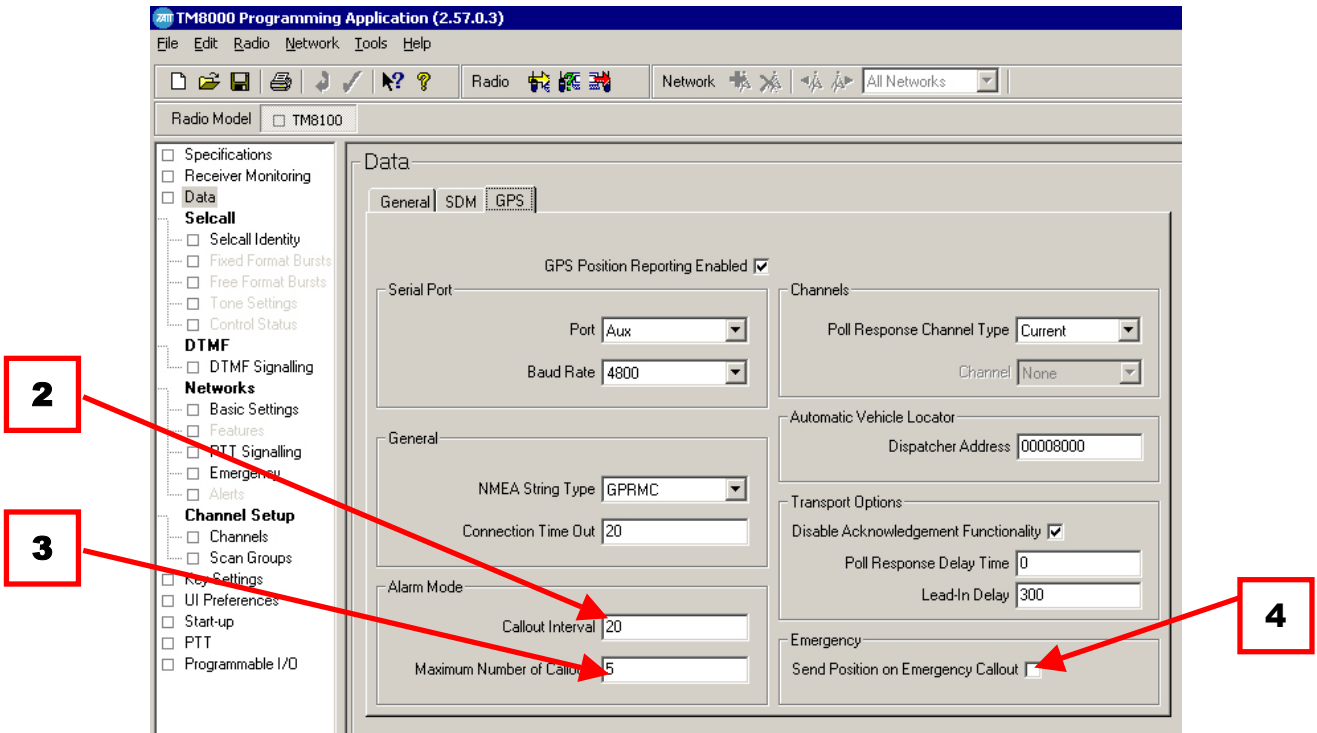 TAIT TM8000 Programming Application (2.57.0.3)
File Edit Radio Network Tools Help
Radio Network All Networks
Radio Model TM8100
Specifications
Receiver Monitoring
Data
Selcall
Selcall Identity
Fixed Format Bursts
Free Format Bursts
Tone Settings
Control Status
DTMF
DTMF Signalling
Networks
Basic Settings
Features
PTT Signalling
Emergency
Alerts
Channel Setup
Channels
Scan Groups
Key Settings
UI Preferences
Start-up
PTT
Programmable I/O
Data
General SDM GPS
GPS Position Reporting Enabled
Serial Port
Port Aux
Baud Rate 4800
General
NMEA String Type GPRMC
Connection Time Out 20
Alarm Mode
Callout Interval 20
Maximum Number of Callouts 5
Channels
Poll Response Channel Type Current
Channel None
Automatic Vehicle Locator
Dispatcher Address 00008000
Transport Options
Disable Acknowledgement Functionality
Poll Response Delay Time 0
Lead-In Delay 300
Emergency
Send Position on Emergency Callout
2
3
4